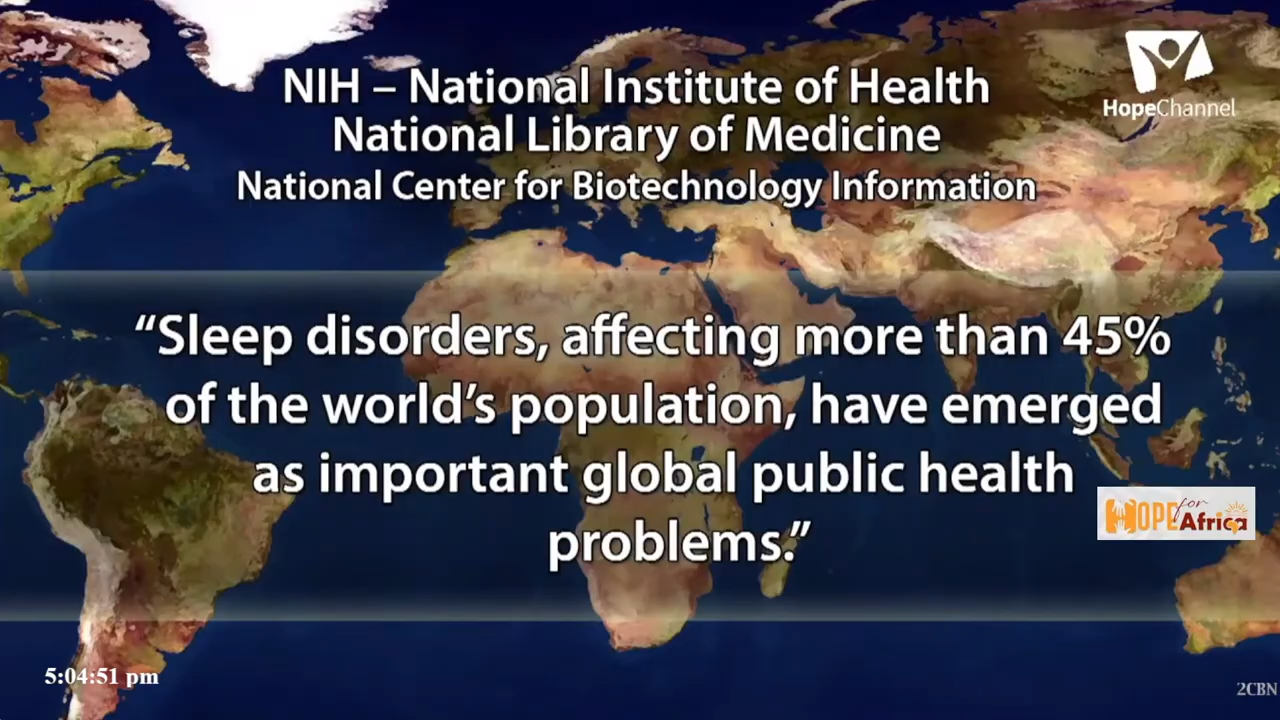 NIH – National Institute of Health
National Library of Medicine
National Center for Biotechnology Information
HopeChannel
“Sleep disorders, affecting more than 45%
of the world’s population, have emerged
as important global public health
problems.”
HOPE for Africa
5:04:51 pm
2CBN